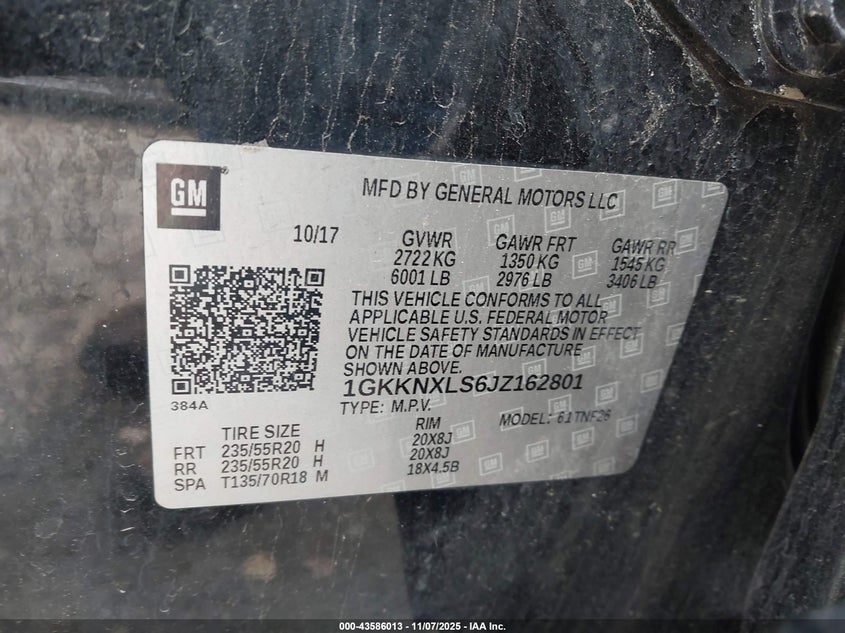 GM
MFD BY GENERAL MOTORS LLC
10/17
GVWR GAWR FRT GAWR RR
2722 KG 1350 KG 1545 KG
6001 LB 2976 LB 3406 LB
THIS VEHICLE CONFORMS TO ALL
APPLICABLE U.S. FEDERAL MOTOR
VEHICLE SAFETY STANDARDS IN EFFECT
ON THE DATE OF MANUFACTURE
SHOWN ABOVE.
1GKKNXLS6JZ162801
384A
TYPE: M.P.V. MODEL: 61TNF26
TIRE SIZE RIM
FRT 235/55R20 H 20X8J
RR 235/55R20 H 20X8J
SPA T135/70R18 M 18X4.5B
000-43586013 - 11/07/2025 - IAA Inc.